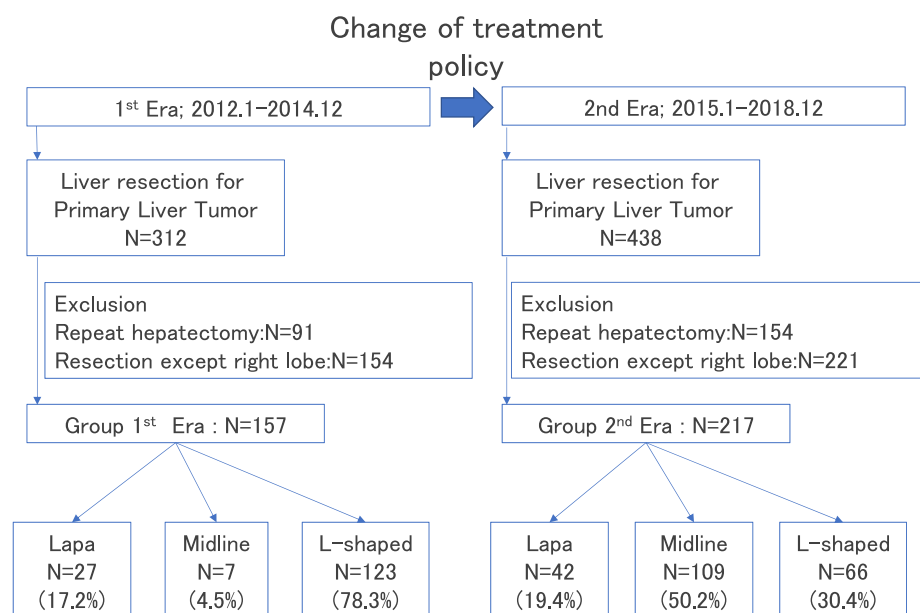 Change of treatment
policy
1st Era; 2012.1-2014.12
2nd Era; 2015.1-2018.12
Liver resection for
Primary Liver Tumor
N=312
Liver resection for
Primary Liver Tumor
N=438
Exclusion
Repeat hepatectomy:N=91
Resection except right lobe:N=154
Exclusion
Repeat hepatectomy:N=154
Resection except right lobe:N=221
Group 1st Era : N=157
Group 2nd Era : N=217
Lapa
N=27
(17.2%)
Midline
N=7
(4.5%)
L-shaped
N=123
(78.3%)
Lapa
N=42
(19.4%)
Midline
N=109
(50.2%)
L-shaped
N=66
(30.4%)